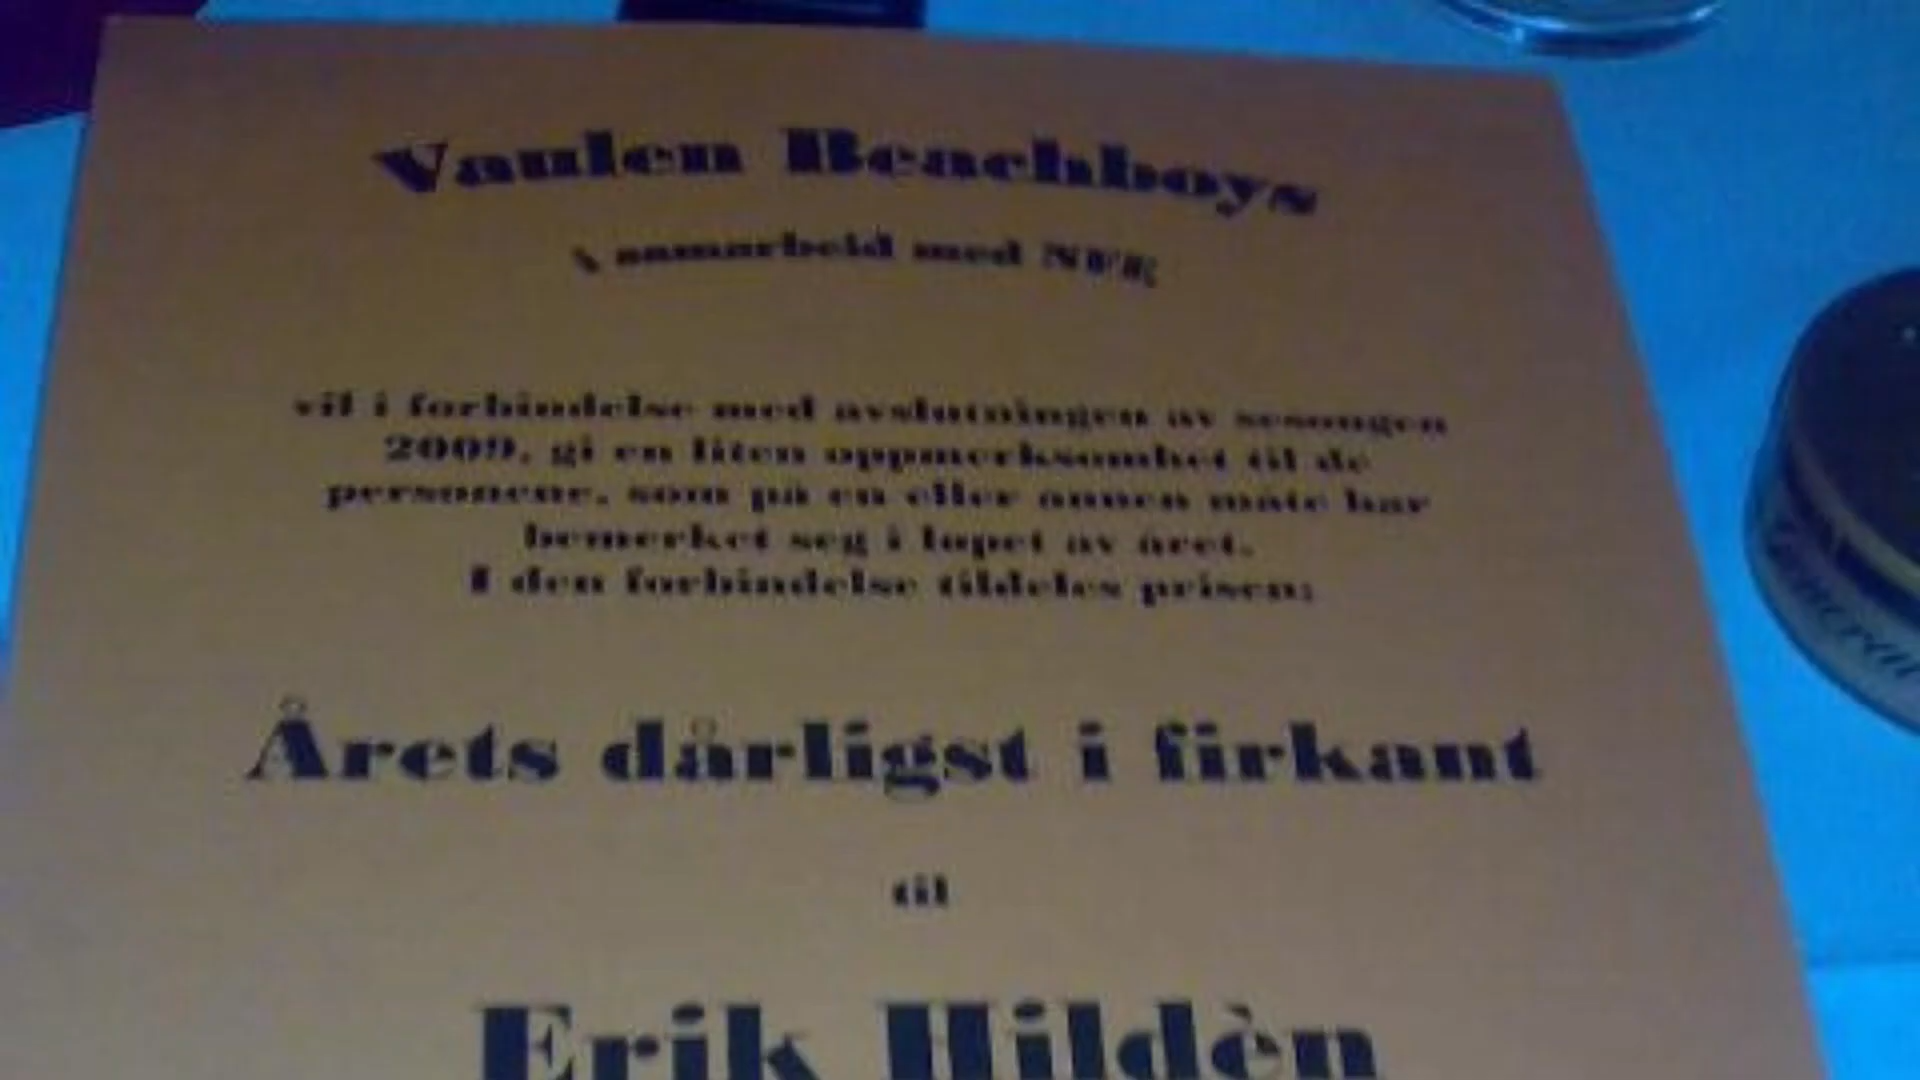 Vaulen Beachboys
i samarbeid med NFF
vil i forbindelse med avslutningen av sesongen
2009, gi en liten oppmerksomhet til de
personene, som på en eller annen måte har
bemerket seg i løpet av året.
I den forbindelse tildeles prisen:
Årets dårligst i firkant
til
Erik Hildèn
General